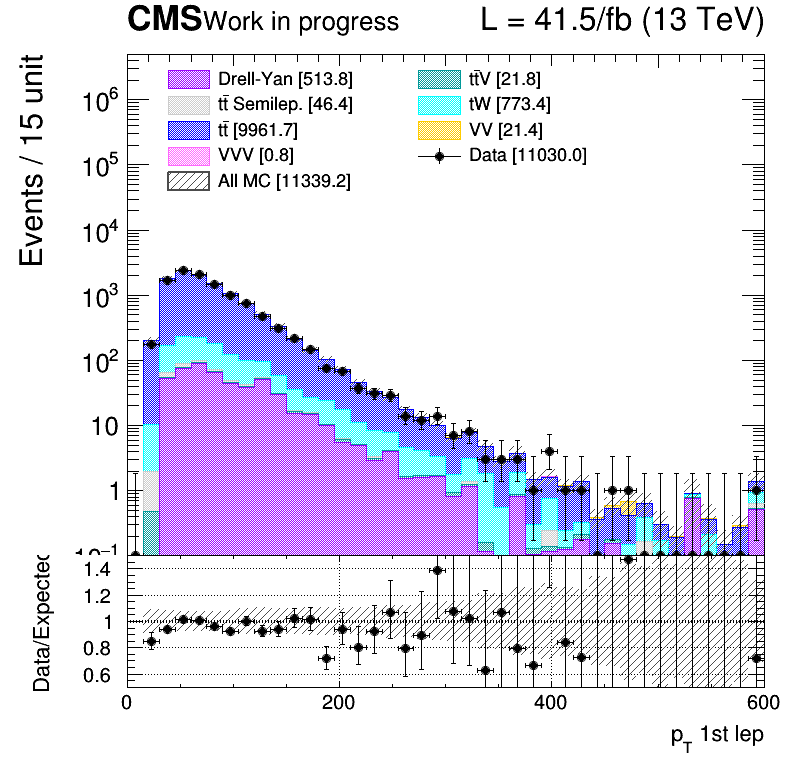 CMS Work in progress L = 41.5/fb (13 TeV)
Drell-Yan [513.8]
tt̄ Semilep. [46.4]
tt̄ [9961.7]
VVV [0.8]
All MC [11339.2]
tt̄V [21.8]
tW [773.4]
VV [21.4]
Data [11030.0]
Events / 15 unit
10⁶
10⁵
10⁴
10³
10²
10
1
10⁻¹
Data/Expected
1.4
1.2
1
0.8
0.6
0 200 400 600
p_T 1st lep